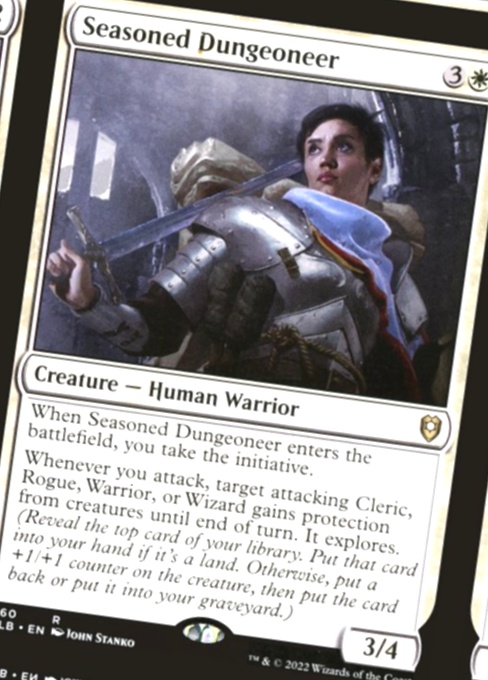 Seasoned Dungeoneer
3
Creature — Human Warrior
When Seasoned Dungeoneer enters the
battlefield, you take the initiative.
Whenever you attack, target attacking Cleric,
Rogue, Warrior, or Wizard gains protection
from creatures until end of turn. It explores.
(Reveal the top card of your library. Put that card
into your hand if it's a land. Otherwise, put a
+1/+1 counter on the creature, then put the card
back or put it into your graveyard.)
3/4
60 R
LB • EN John Stanko
™ & © 2022 Wizards of the
B • EN